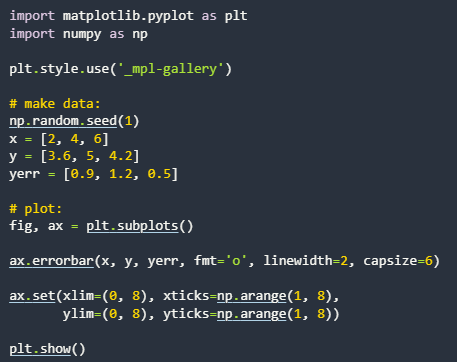 import matplotlib.pyplot as plt
import numpy as np

plt.style.use('_mpl-gallery')

# make data:
np.random.seed(1)
x = [2, 4, 6]
y = [3.6, 5, 4.2]
yerr = [0.9, 1.2, 0.5]

# plot:
fig, ax = plt.subplots()

ax.errorbar(x, y, yerr, fmt='o', linewidth=2, capsize=6)

ax.set(xlim=(0, 8), xticks=np.arange(1, 8),
       ylim=(0, 8), yticks=np.arange(1, 8))

plt.show()